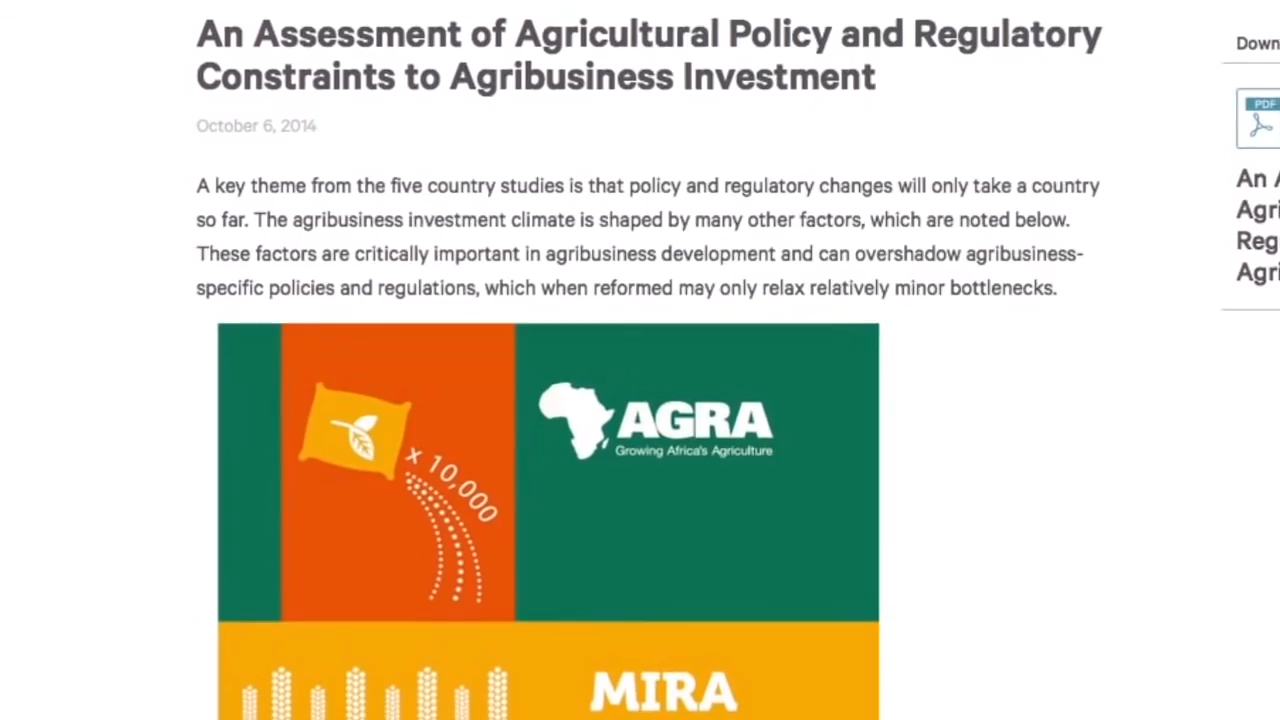 An Assessment of Agricultural Policy and Regulatory
Constraints to Agribusiness Investment
October 6, 2014
A key theme from the five country studies is that policy and regulatory changes will only take a country
so far. The agribusiness investment climate is shaped by many other factors, which are noted below.
These factors are critically important in agribusiness development and can overshadow agribusiness-
specific policies and regulations, which when reformed may only relax relatively minor bottlenecks.
x 10,000
AGRA
Growing Africa's Agriculture
MIRA
Down
PDF
An A
Agri
Reg
Agri